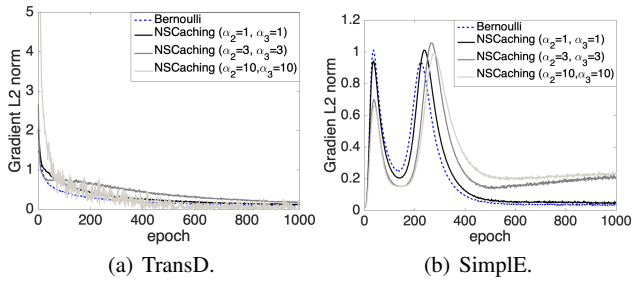 5
4
3
2
1
0
0
200
400
600
800
1000
Gradient L2 norm
epoch
Bernoulli
NSCaching (α2=1, α3=1)
NSCaching (α2=3, α3=3)
NSCaching (α2=10,α3=10)
(a) TransD.
1.2
1
0.8
0.6
0.4
0.2
0
0
200
400
600
800
1000
Gradien L2 norm
epoch
Bernoulli
NSCaching (α2=1, α3=1)
NSCaching (α2=3, α3=3)
NSCaching (α2=10,α3=10)
(b) SimplE.